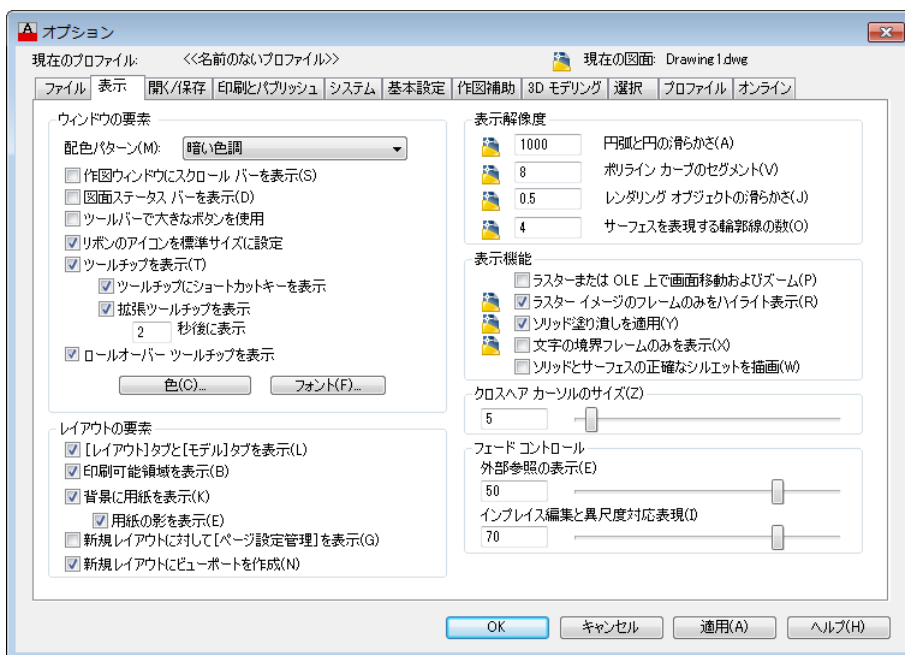 A オプション
現在のプロファイル: <<名前のないプロファイル>> 現在の図面: Drawing1.dwg
ファイル 表示 開く/保存 印刷とパブリッシュ システム 基本設定 作図補助 3D モデリング 選択 プロファイル オンライン
ウィンドウの要素
配色パターン(M): 暗い色調
作図ウィンドウにスクロール バーを表示(S)
図面ステータス バーを表示(D)
ツールバーで大きなボタンを使用
リボンのアイコンを標準サイズに設定
ツールチップを表示(T)
ツールチップにショートカットキーを表示
拡張ツールチップを表示
2 秒後に表示
ロールオーバー ツールチップを表示
色(C)... フォント(F)...
レイアウトの要素
[レイアウト]タブと[モデル]タブを表示(L)
印刷可能領域を表示(B)
背景に用紙を表示(K)
用紙の影を表示(E)
新規レイアウトに対して[ページ設定管理]を表示(G)
新規レイアウトにビューポートを作成(N)
表示解像度
1000 円弧と円の滑らかさ(A)
8 ポリライン カーブのセグメント(V)
0.5 レンダリング オブジェクトの滑らかさ(J)
4 サーフェスを表現する輪郭線の数(O)
表示機能
ラスターまたは OLE 上で画面移動およびズーム(P)
ラスター イメージのフレームのみをハイライト表示(R)
ソリッド塗り潰しを適用(Y)
文字の境界フレームのみを表示(X)
ソリッドとサーフェスの正確なシルエットを描画(W)
クロスヘア カーソルのサイズ(Z)
5
フェード コントロール
外部参照の表示(E)
50
インプレイス編集と異尺度対応表現(I)
70
OK キャンセル 適用(A) ヘルプ(H)